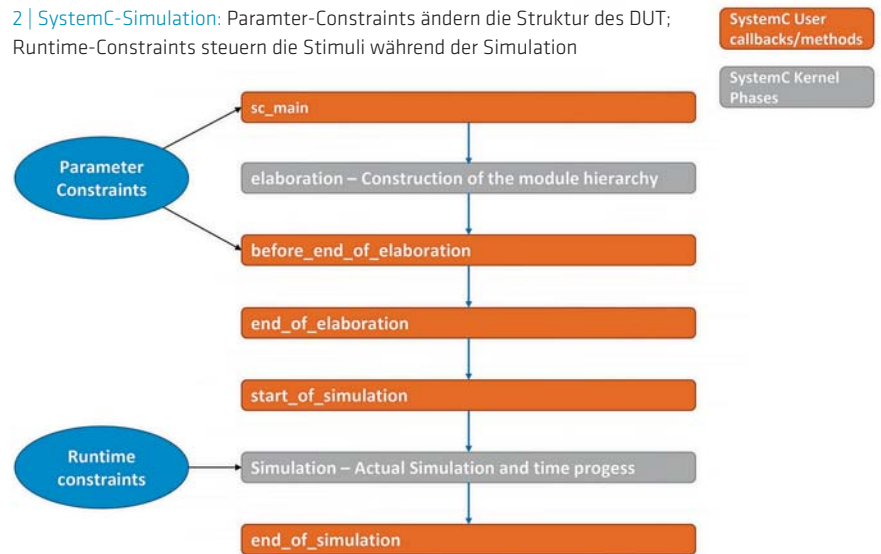 2 | SystemC-Simulation: Paramter-Constraints ändern die Struktur des DUT;
Runtime-Constraints steuern die Stimuli während der Simulation
SystemC User
callbacks/methods
SystemC Kernel
Phases
sc_main
Parameter
Constraints
elaboration – Construction of the module hierarchy
before_end_of_elaboration
end_of_elaboration
start_of_simulation
Runtime
constraints
Simulation – Actual Simulation and time progess
end_of_simulation